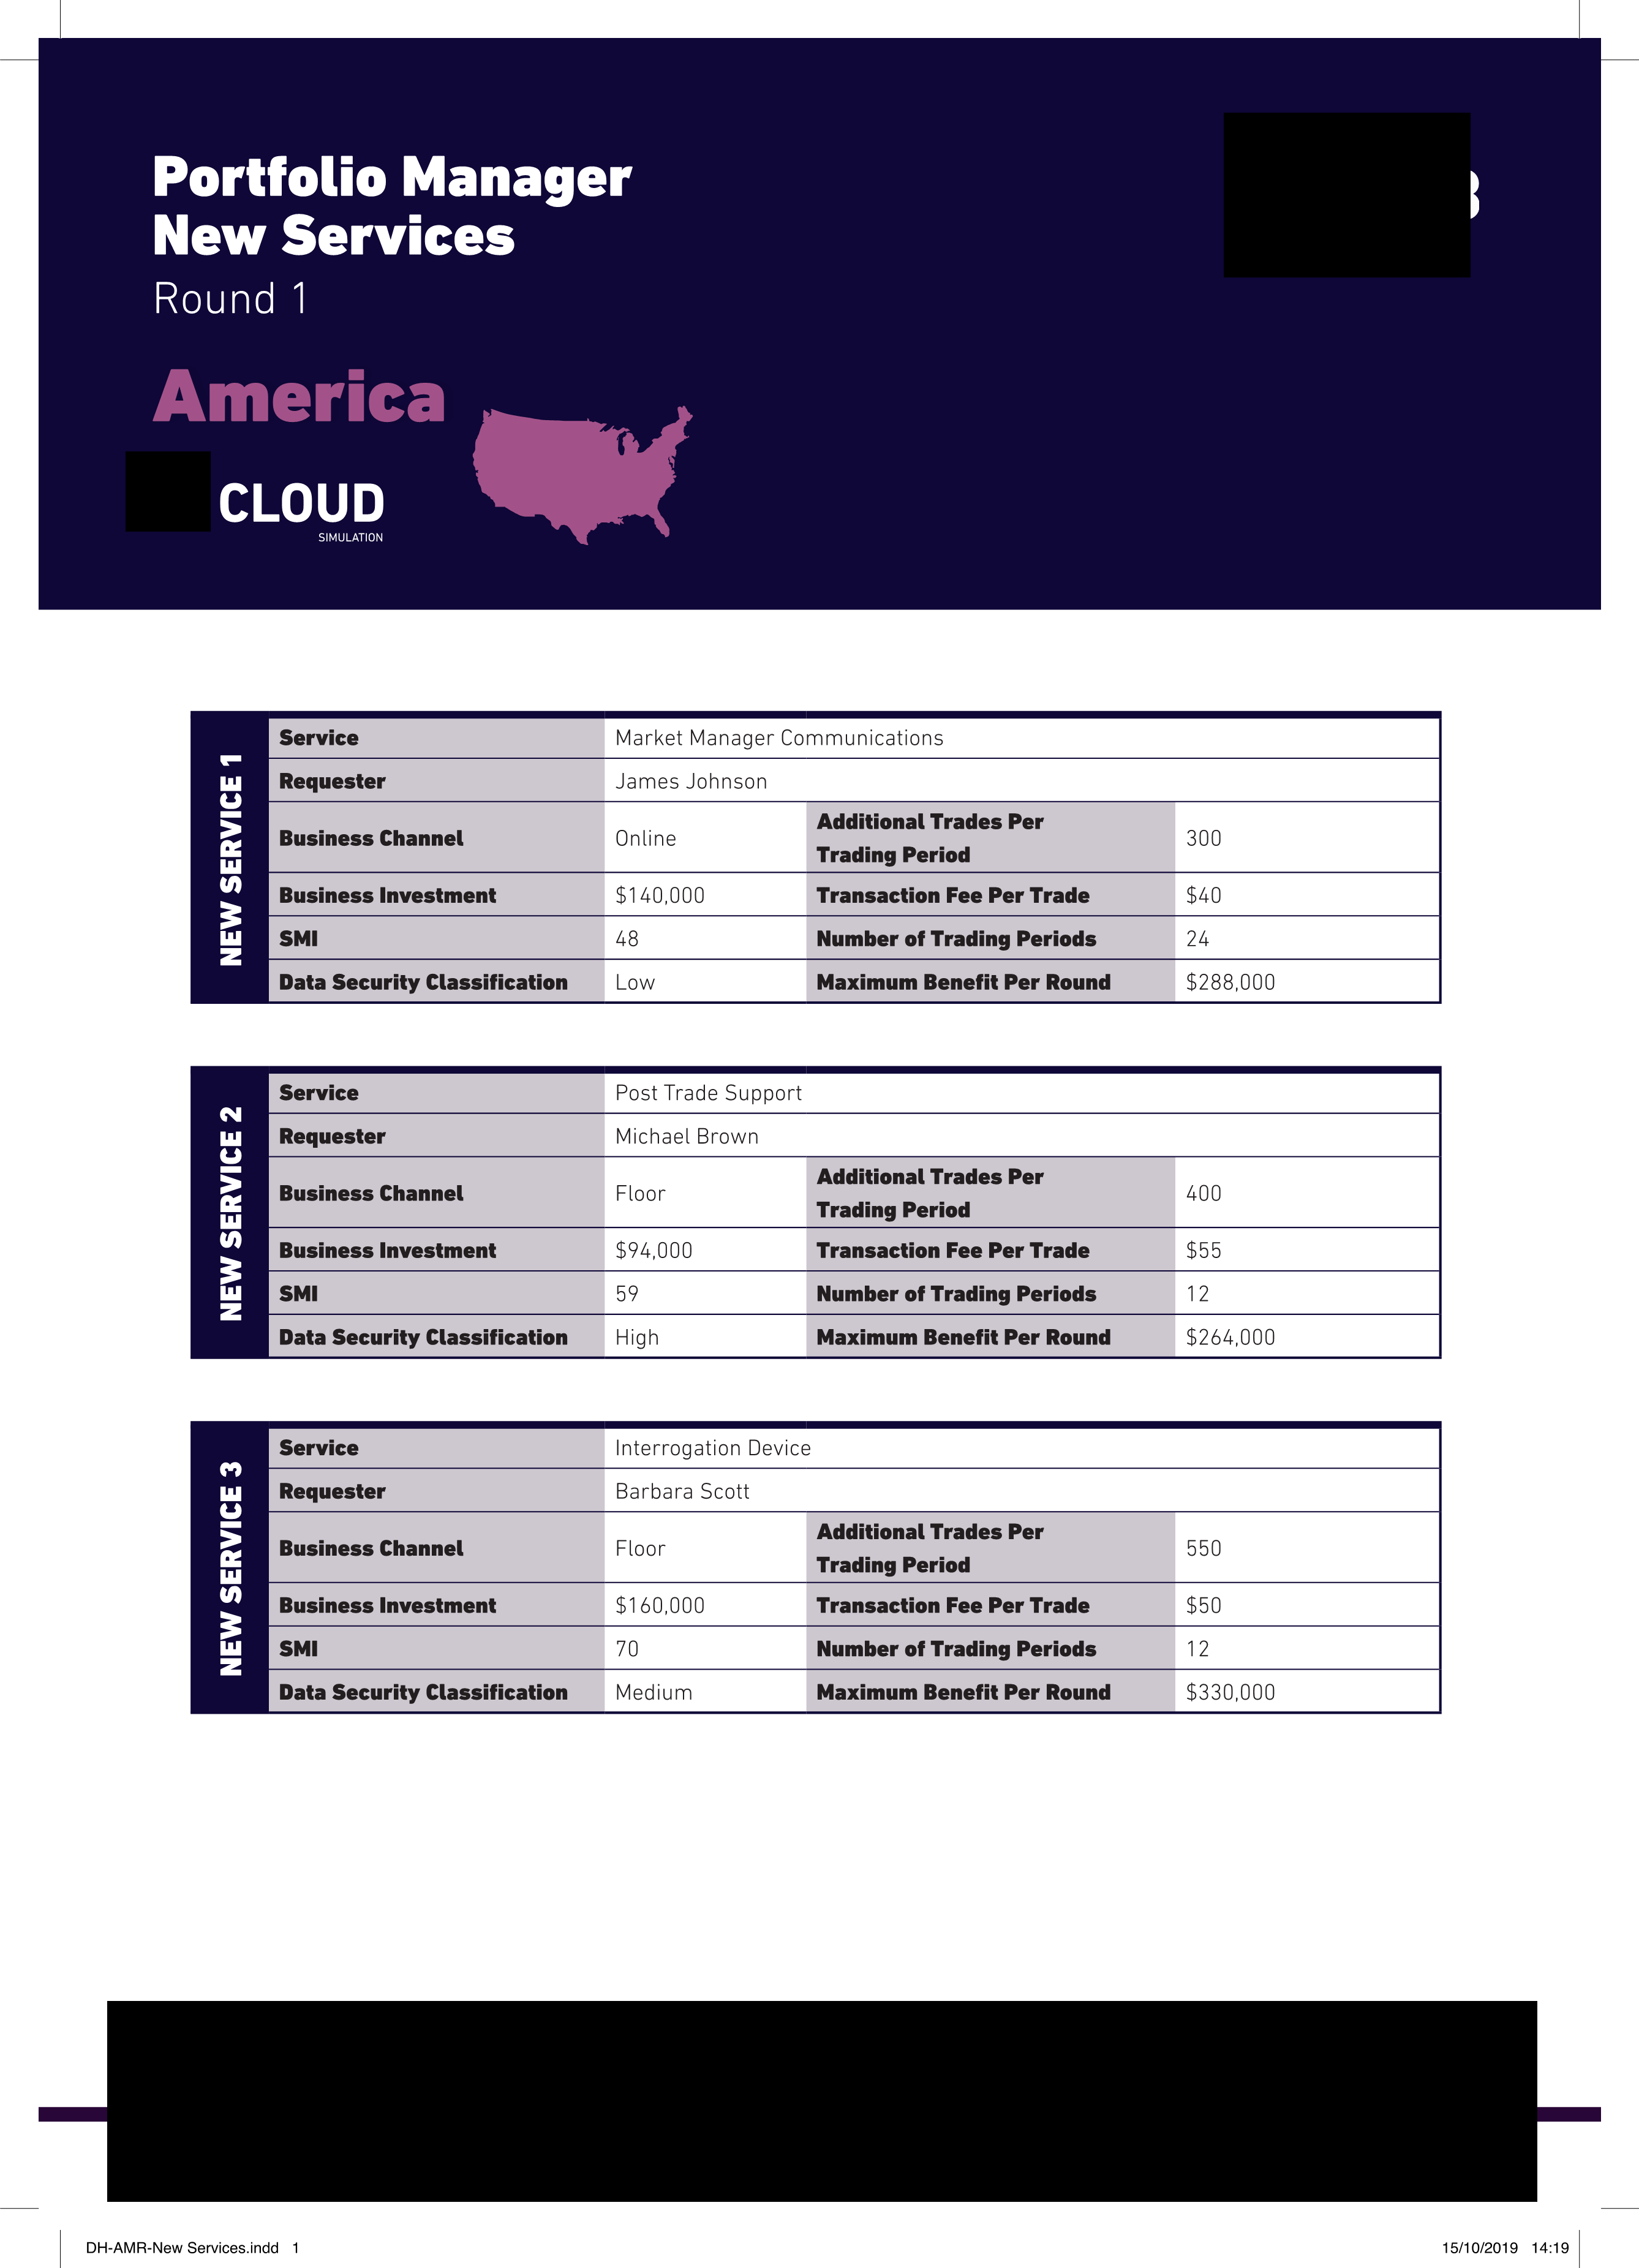 Portfolio Manager
New Services
Round 1
America
CLOUD
SIMULATION
NEW SERVICE 1
Service Market Manager Communications
Requester James Johnson
Business Channel Online Additional Trades Per Trading Period 300
Business Investment $140,000 Transaction Fee Per Trade $40
SMI 48 Number of Trading Periods 24
Data Security Classification Low Maximum Benefit Per Round $288,000
NEW SERVICE 2
Service Post Trade Support
Requester Michael Brown
Business Channel Floor Additional Trades Per Trading Period 400
Business Investment $94,000 Transaction Fee Per Trade $55
SMI 59 Number of Trading Periods 12
Data Security Classification High Maximum Benefit Per Round $264,000
NEW SERVICE 3
Service Interrogation Device
Requester Barbara Scott
Business Channel Floor Additional Trades Per Trading Period 550
Business Investment $160,000 Transaction Fee Per Trade $50
SMI 70 Number of Trading Periods 12
Data Security Classification Medium Maximum Benefit Per Round $330,000
DH-AMR-New Services.indd 1 15/10/2019 14:19